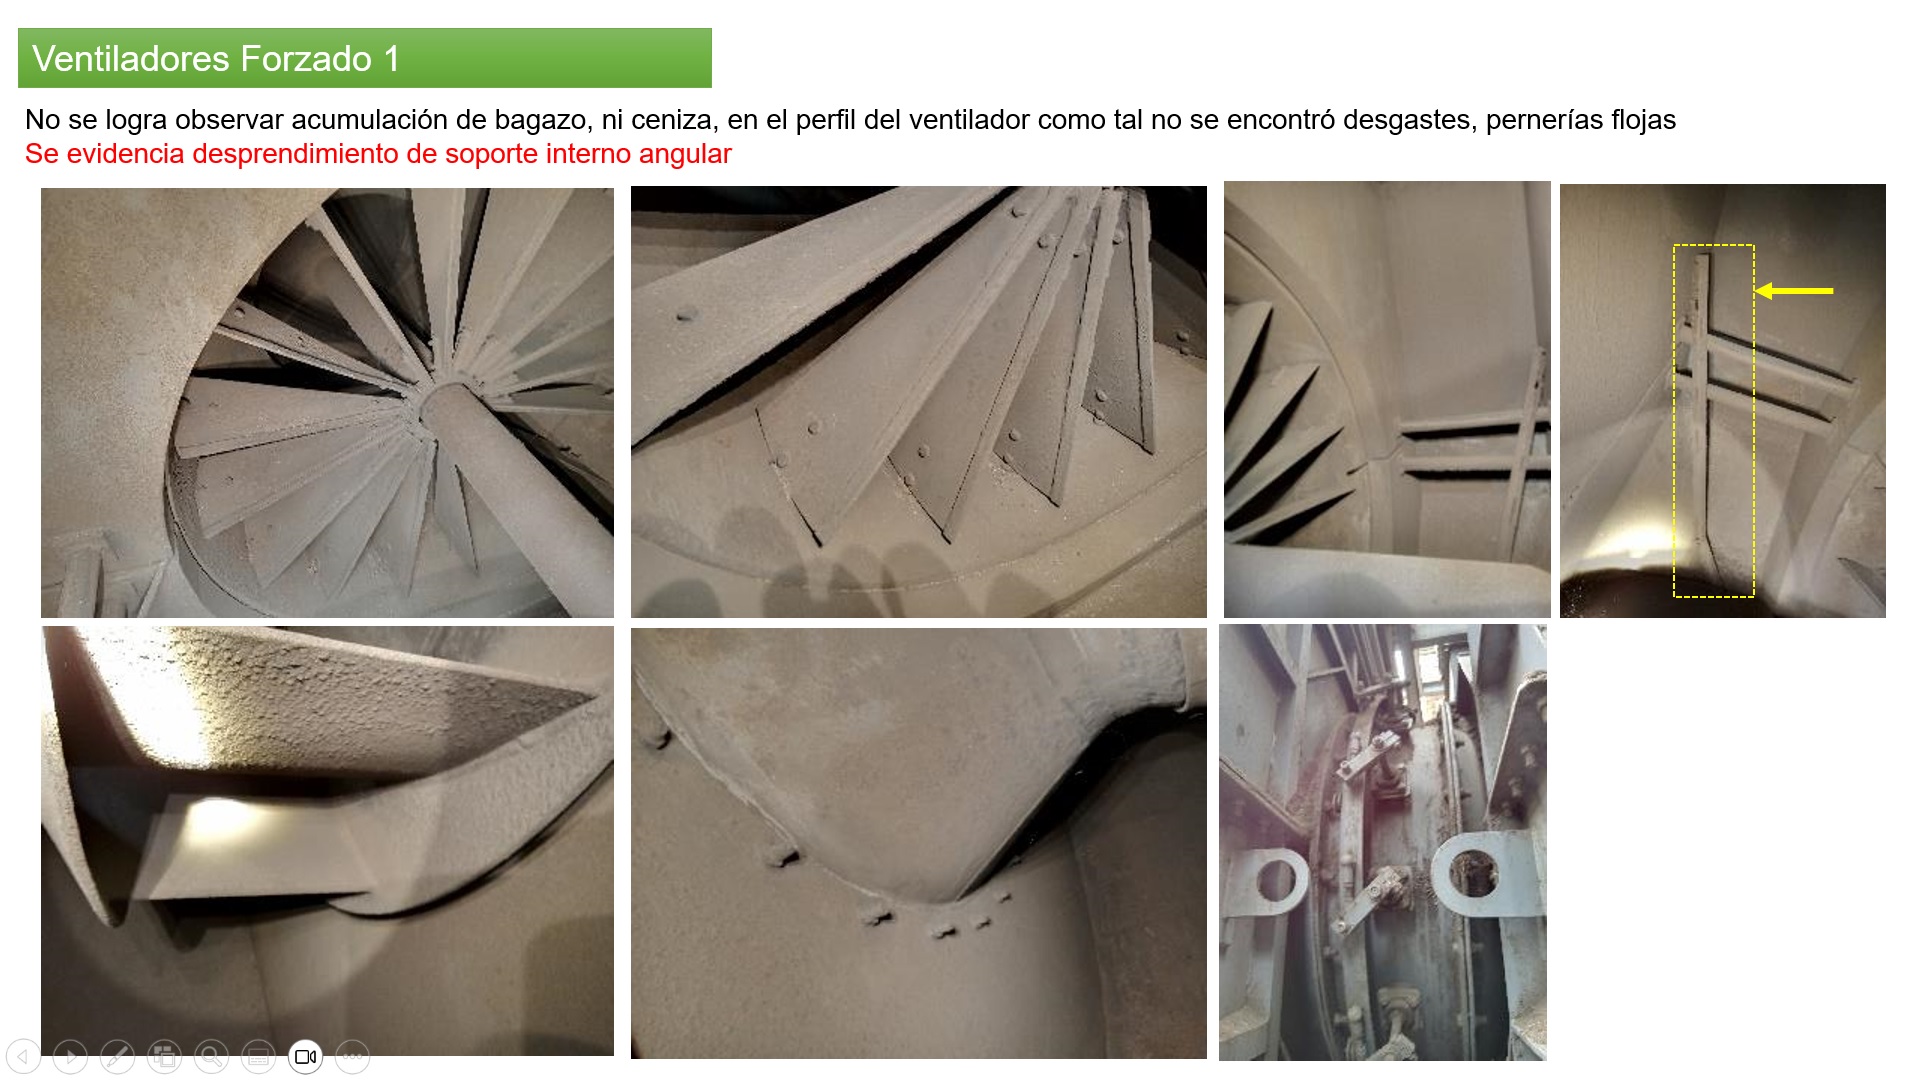 Ventiladores Forzado 1
No se logra observar acumulación de bagazo, ni ceniza, en el perfil del ventilador como tal no se encontró desgastes, pernerías flojas
Se evidencia desprendimiento de soporte interno angular